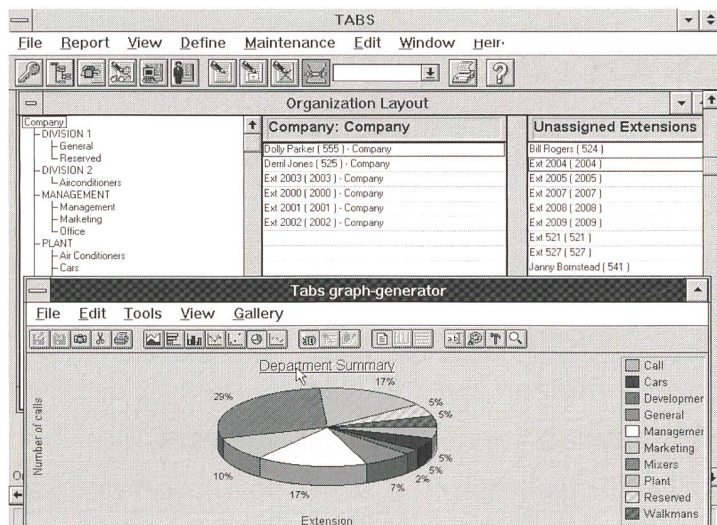 TABS
File Report View Define Maintenance Edit Window
Organization Layout
Company
DIVISION 1
General
Reserved
DIVISION 2
Airconditioners
MANAGEMENT
Management
Marketing
Office
PLANT
Air Conditioners
Cars
Company: Company
Dolly Parker ( 555 ) - Company
Derril Jones ( 525 ) - Company
Ext 2003 ( 2003 ) - Company
Ext 2000 ( 2000 ) - Company
Ext 2001 ( 2001 ) - Company
Ext 2002 ( 2002 ) - Company
Unassigned Extensions
Bill Rogers ( 524 )
Ext 2004 ( 2004 )
Ext 2005 ( 2005 )
Ext 2007 ( 2007 )
Ext 2008 ( 2008 )
Ext 2009 ( 2009 )
Ext 521 ( 521 )
Ext 527 ( 527 )
Janny Bornstead ( 541 )
Tabs graph-generator
File Edit Tools View Gallery
Department Summary
Number of calls
29%
17%
5%
5%
5%
5%
2%
7%
17%
10%
Extension
Call
Cars
Developmer
General
Managemer
Marketing
Mixers
Plant
Reserved
Walkmans